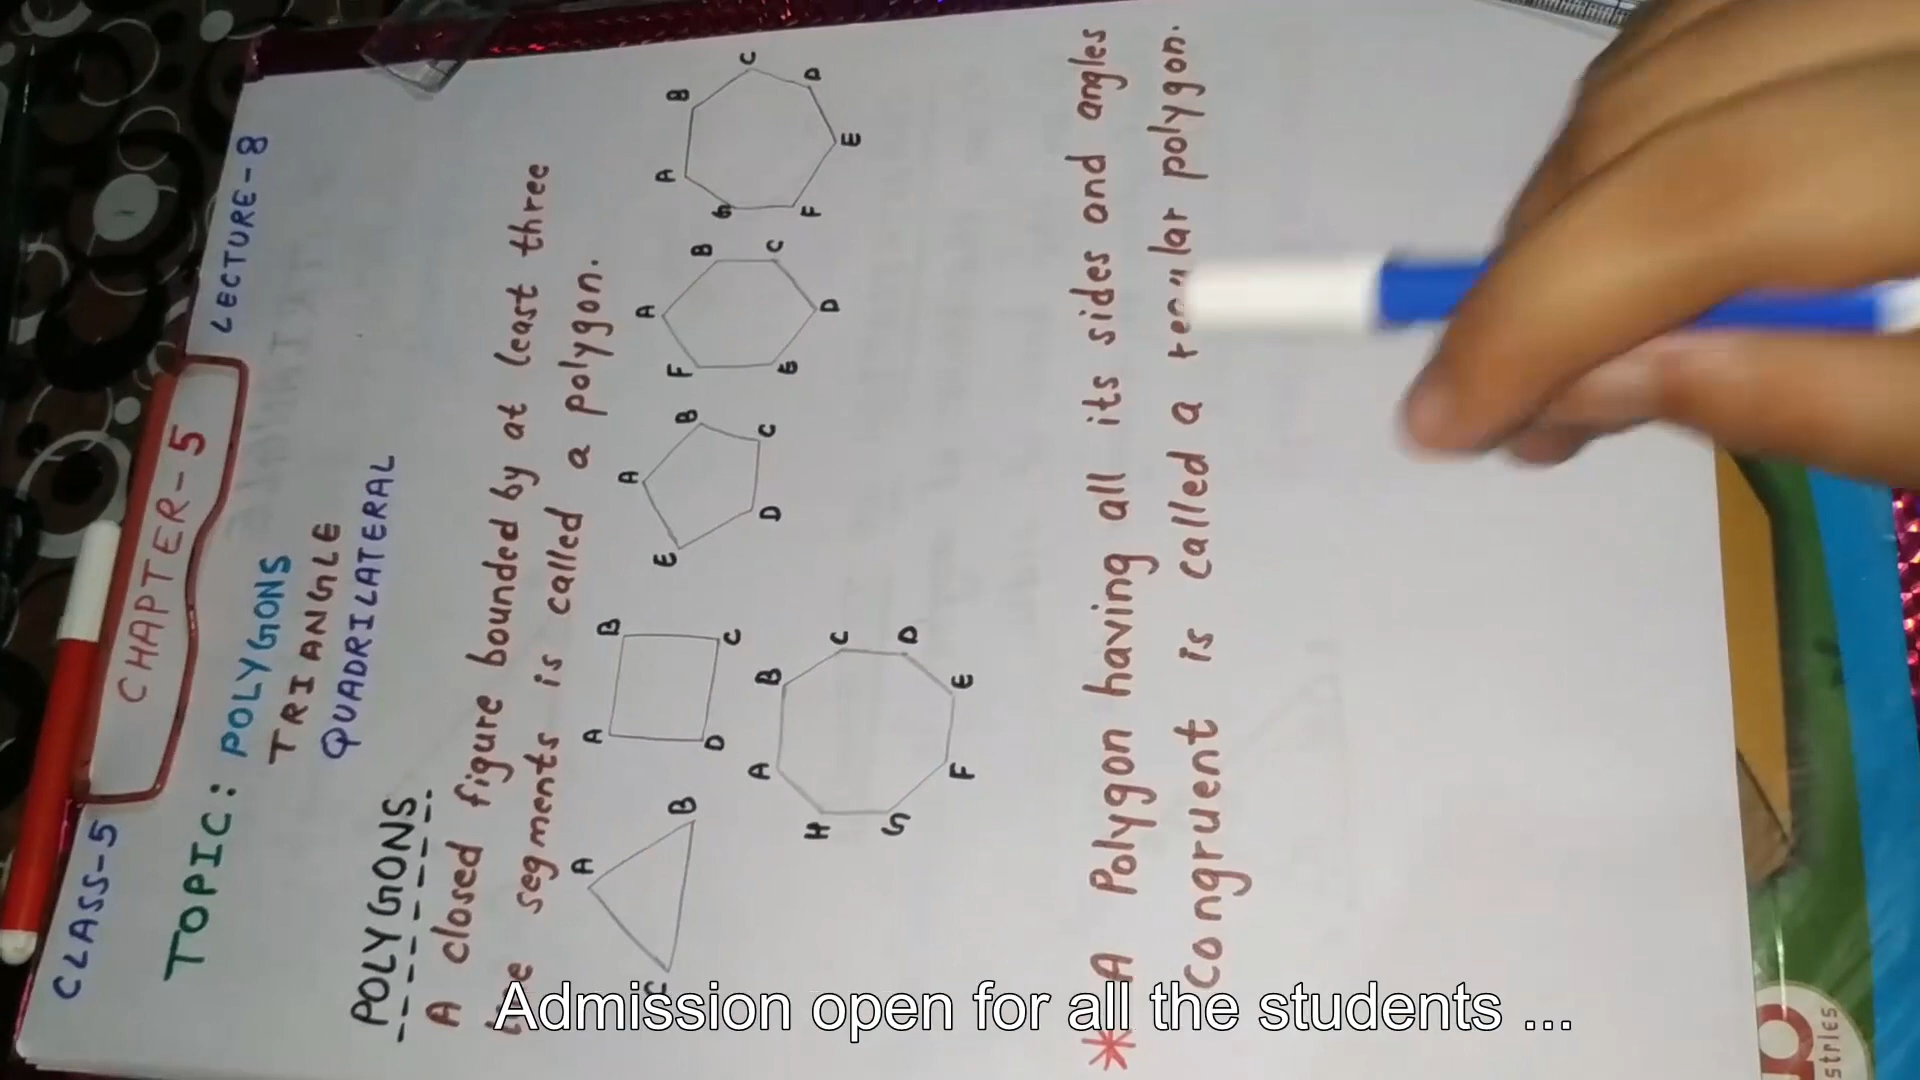 CLASS-5
CHAPTER-5
LECTURE-8
TOPIC: POLYGONS
TRIANGLE
QUADRILATERAL
POLYGONS
A closed figure bounded by at least three
segments is called a polygon.
A
B
C
A
B
C
D
A
B
C
D
E
A
B
C
D
E
F
A
B
C
D
E
F
G
A
B
C
D
E
F
G
H
* A Polygon having all its sides and angles
congruent is called a regular polygon.
Admission open for all the students ...
stries